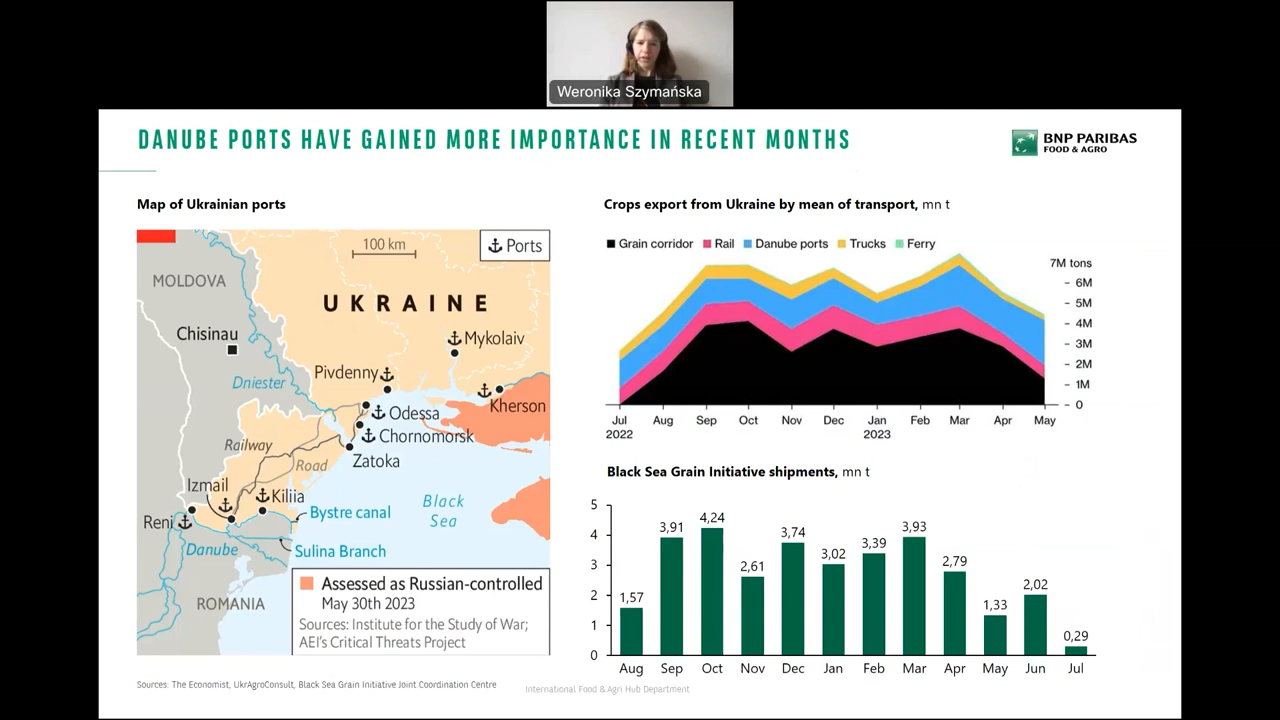 Weronika Szymańska
DANUBE PORTS HAVE GAINED MORE IMPORTANCE IN RECENT MONTHS
BNP PARIBAS
FOOD & AGRO
Map of Ukrainian ports
100 km
Ports
MOLDOVA
UKRAINE
Chisinau
Mykolaiv
Pivdenny
Dniester
Kherson
Odessa
Chornomorsk
Railway
Road
Zatoka
Izmail
Kiliia
Black
Sea
Reni
Bystre canal
Danube
Sulina Branch
ROMANIA
Assessed as Russian-controlled
May 30th 2023
Sources: Institute for the Study of War;
AEI's Critical Threats Project
Crops export from Ukraine by mean of transport, mn t
Grain corridor Rail Danube ports Trucks Ferry
7M tons
6M
5M
4M
3M
2M
1M
0
Jul Aug Sep Oct Nov Dec Jan Feb Mar Apr May
2022 2023
Black Sea Grain Initiative shipments, mn t
5
4
3
2
1
0
1,57 3,91 4,24 2,61 3,74 3,02 3,39 3,93 2,79 1,33 2,02 0,29
Aug Sep Oct Nov Dec Jan Feb Mar Apr May Jun Jul
Sources: The Economist, UkrAgroConsult, Black Sea Grain Initiative Joint Coordination Centre
International Food & Agri Hub Department